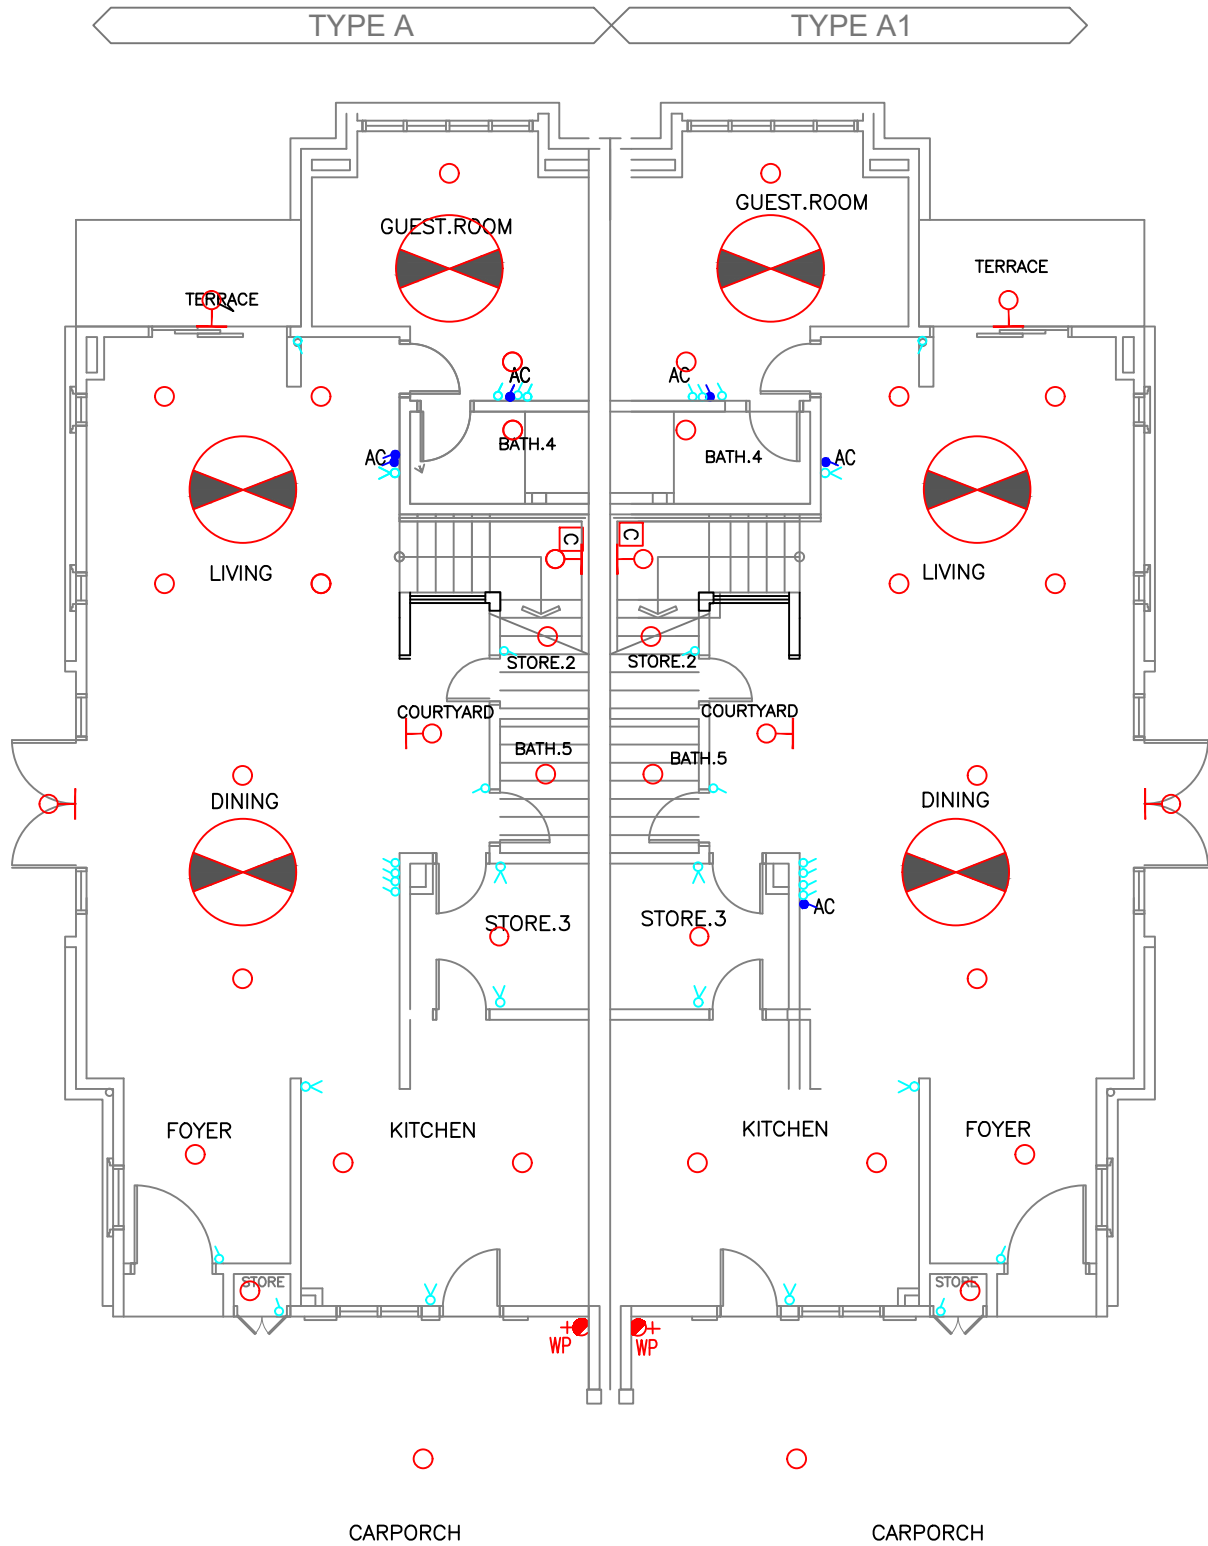 TYPE A
TYPE A1
GUEST.ROOM
GUEST.ROOM
TERRACE
TERRACE
AC
AC
BATH.4
BATH.4
AC
AC
C
C
LIVING
LIVING
STORE.2
STORE.2
COURTYARD
COURTYARD
BATH.5
BATH.5
DINING
DINING
AC
STORE.3
STORE.3
FOYER
KITCHEN
KITCHEN
FOYER
STORE
STORE
WP
WP
CARPORCH
CARPORCH